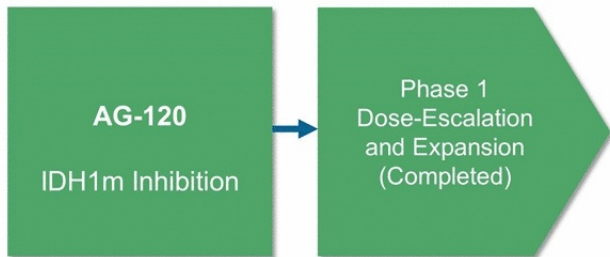 AG-120
IDH1m Inhibition
Phase 1
Dose-Escalation
and Expansion
(Completed)